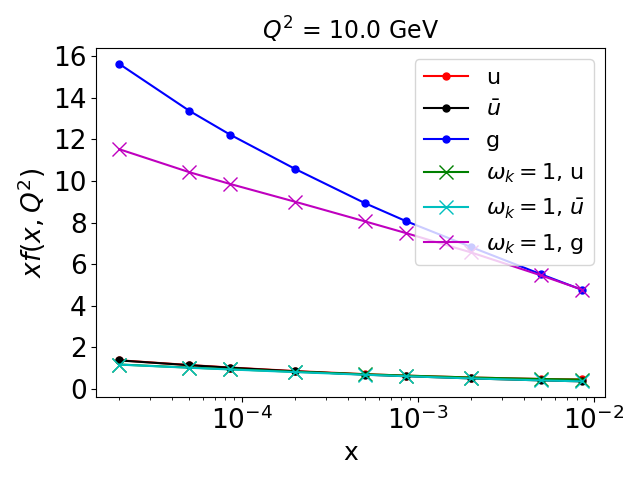 Q² = 10.0 GeV
xf(x, Q²)
16
14
12
10
8
6
4
2
0
u
ū
g
ωₖ = 1, u
ωₖ = 1, ū
ωₖ = 1, g
10⁻⁴ 10⁻³ 10⁻²
x